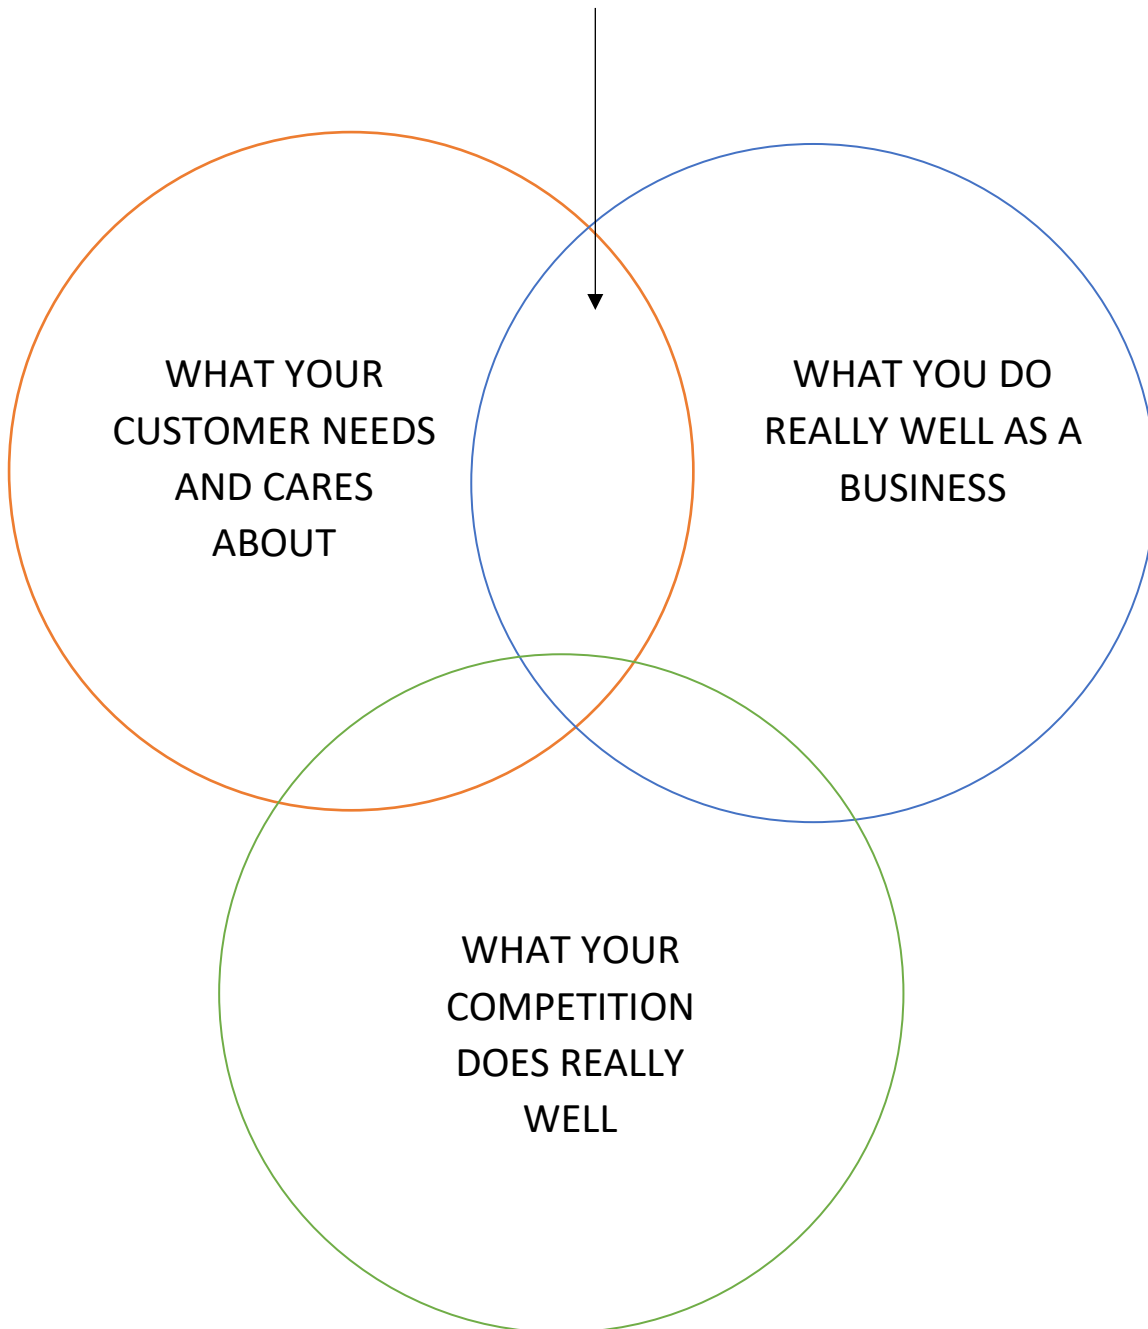 WHAT YOUR
CUSTOMER NEEDS
AND CARES
ABOUT
WHAT YOU DO
REALLY WELL AS A
BUSINESS
WHAT YOUR
COMPETITION
DOES REALLY
WELL